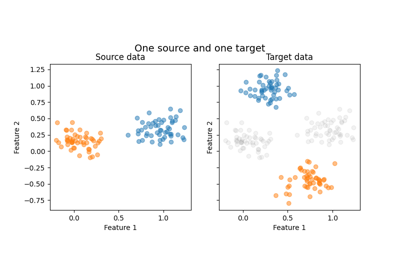 One source and one target
Source data
Target data
1.25
1.00
0.75
0.50
0.25
0.00
−0.25
−0.50
−0.75
Feature 2
Feature 2
0.0
0.5
1.0
0.0
0.5
1.0
Feature 1
Feature 1